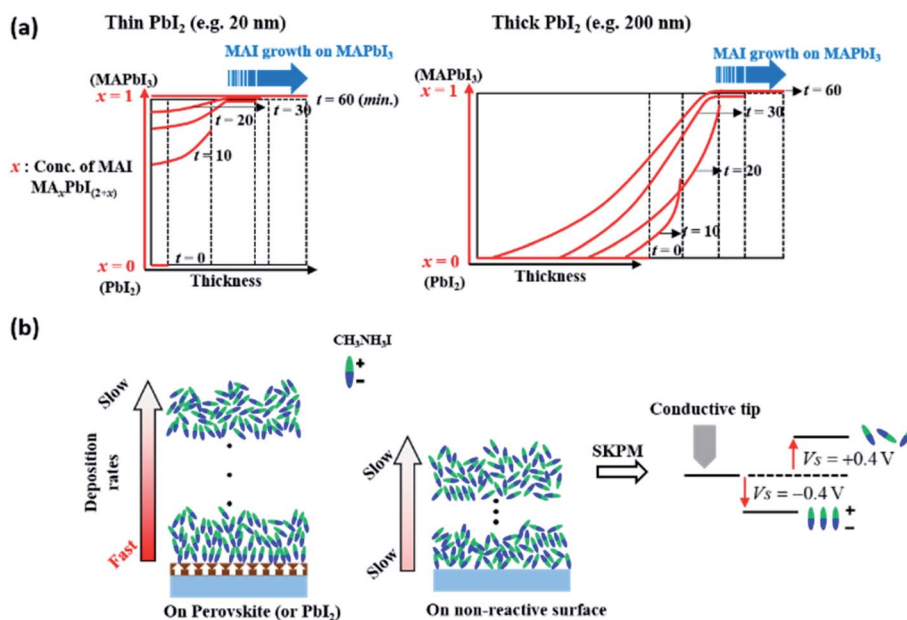 (a)
Thin PbI₂ (e.g. 20 nm)
MAI growth on MAPbI₃
(MAPbI₃)
x = 1
t = 60 (min.)
t = 30
t = 20
t = 10
x : Conc. of MAI
MAₓPbI₍₂₊ₓ₎
t = 0
x = 0
(PbI₂)
Thickness
Thick PbI₂ (e.g. 200 nm)
MAI growth on MAPbI₃
(MAPbI₃)
x = 1
t = 60
t = 30
t = 20
t = 10
t = 0
x = 0
(PbI₂)
Thickness
(b)
CH₃NH₃I
+
−
Slow
Deposition
rates
Fast
On Perovskite (or PbI₂)
Slow
Slow
On non-reactive surface
SKPM
Conductive tip
Vs = +0.4 V
Vs = −0.4 V
+
−